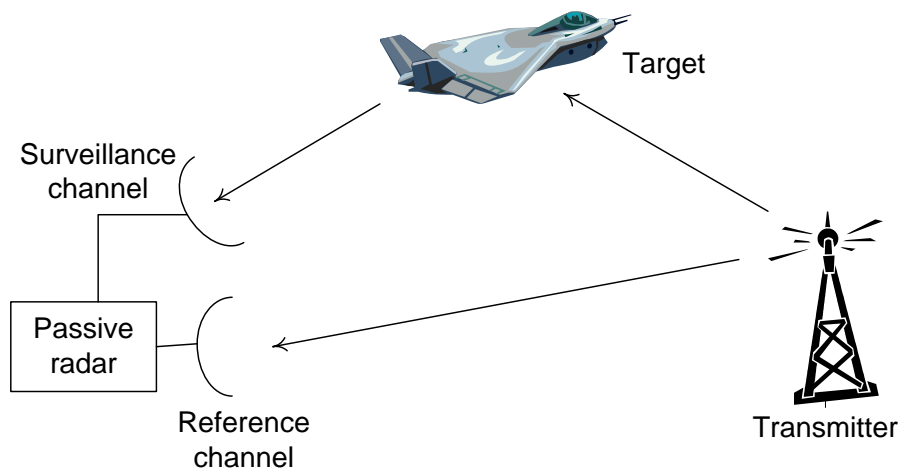 Target
Surveillance
channel
Passive
radar
Reference
channel
Transmitter